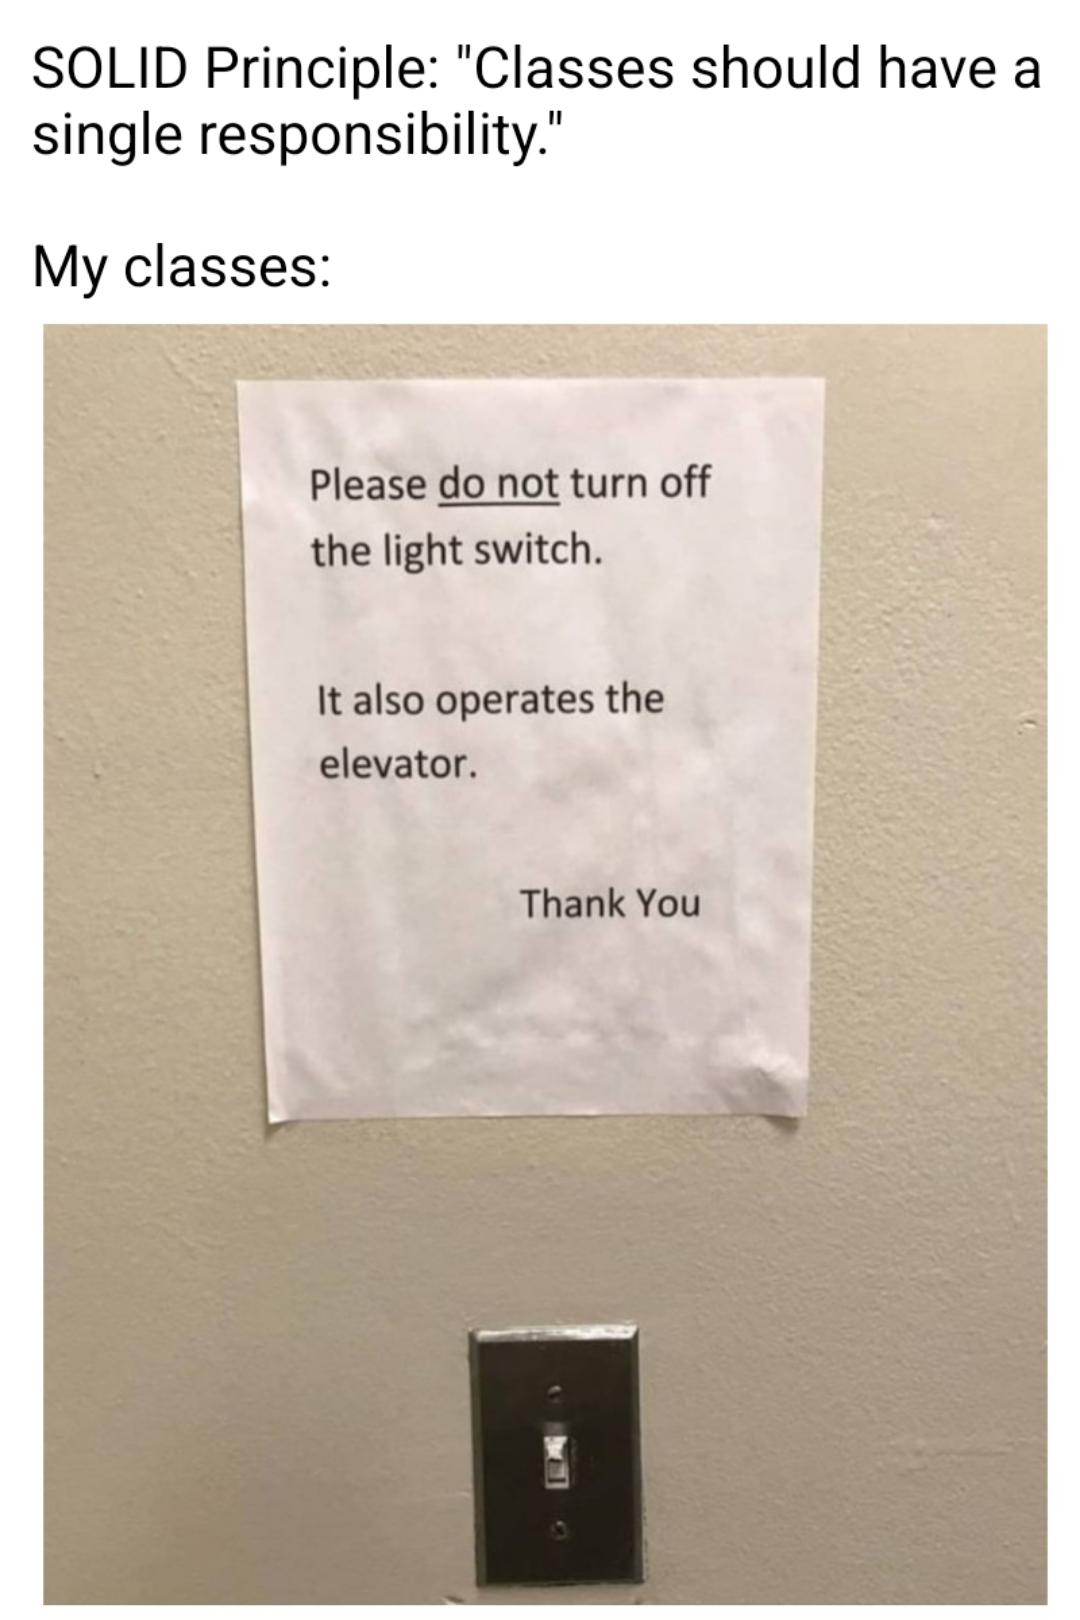 SOLID Principle: "Classes should have a
single responsibility."
My classes:
Please do not turn off
the light switch.
It also operates the
elevator.
Thank You